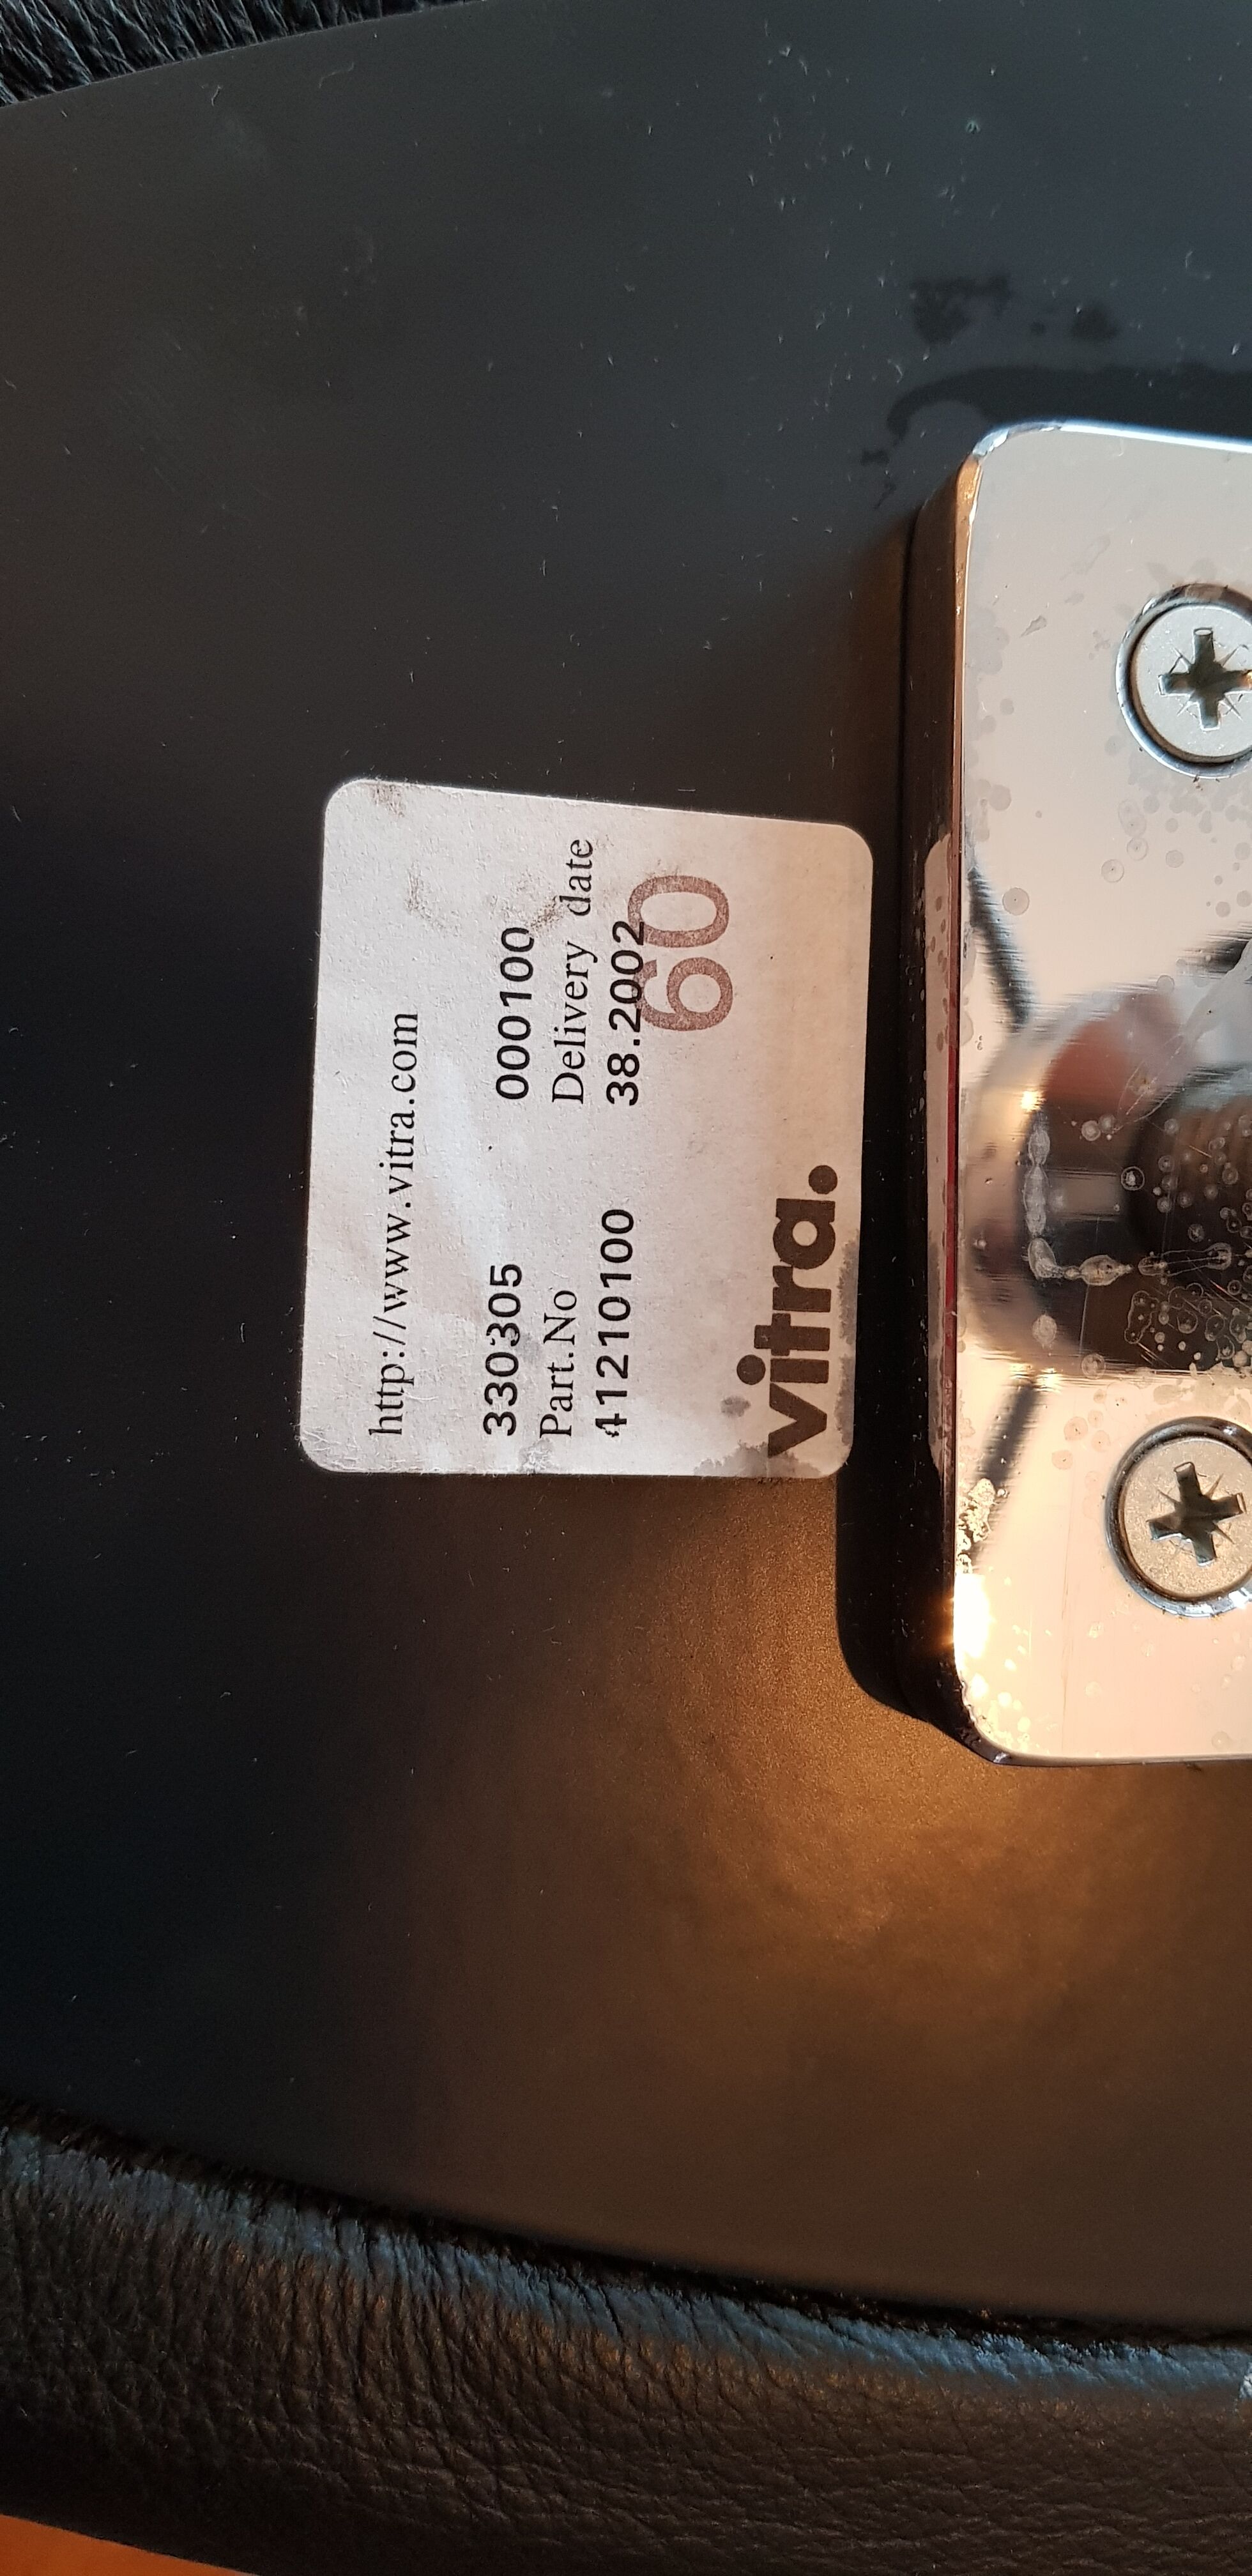 http://www.vitra.com
330305 000100
Part.No Delivery date
41210100 38.2002
60
vitra.